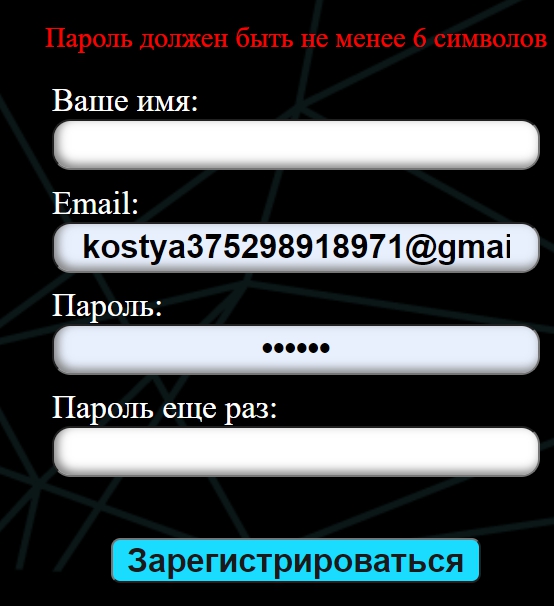 Пароль должен быть не менее 6 символов
Ваше имя:
Email:
kostya375298918971@gmai
Пароль:
••••••
Пароль еще раз:
Зарегистрироваться